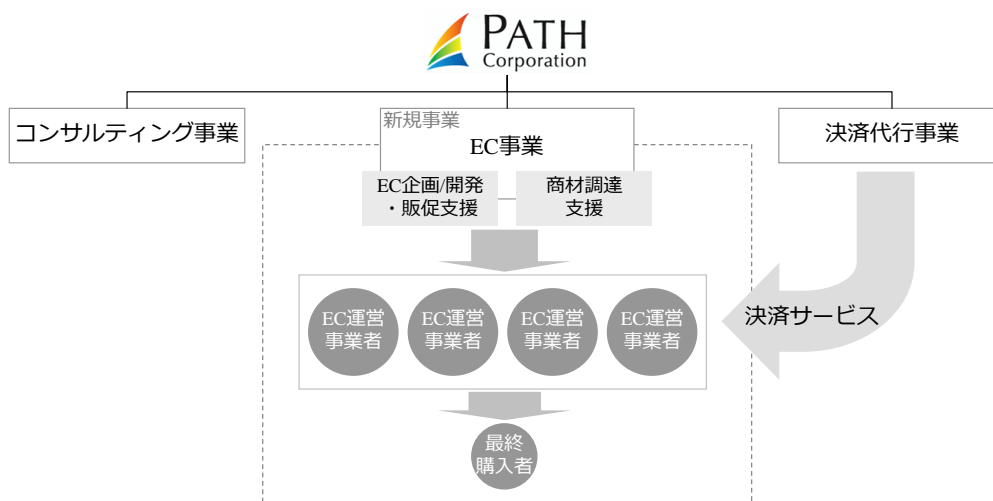 PATH
Corporation
コンサルティング事業
新規事業
EC事業
決済代行事業
EC企画/開発
・販促支援
商材調達
支援
EC運営
事業者
EC運営
事業者
EC運営
事業者
EC運営
事業者
決済サービス
最終
購入者